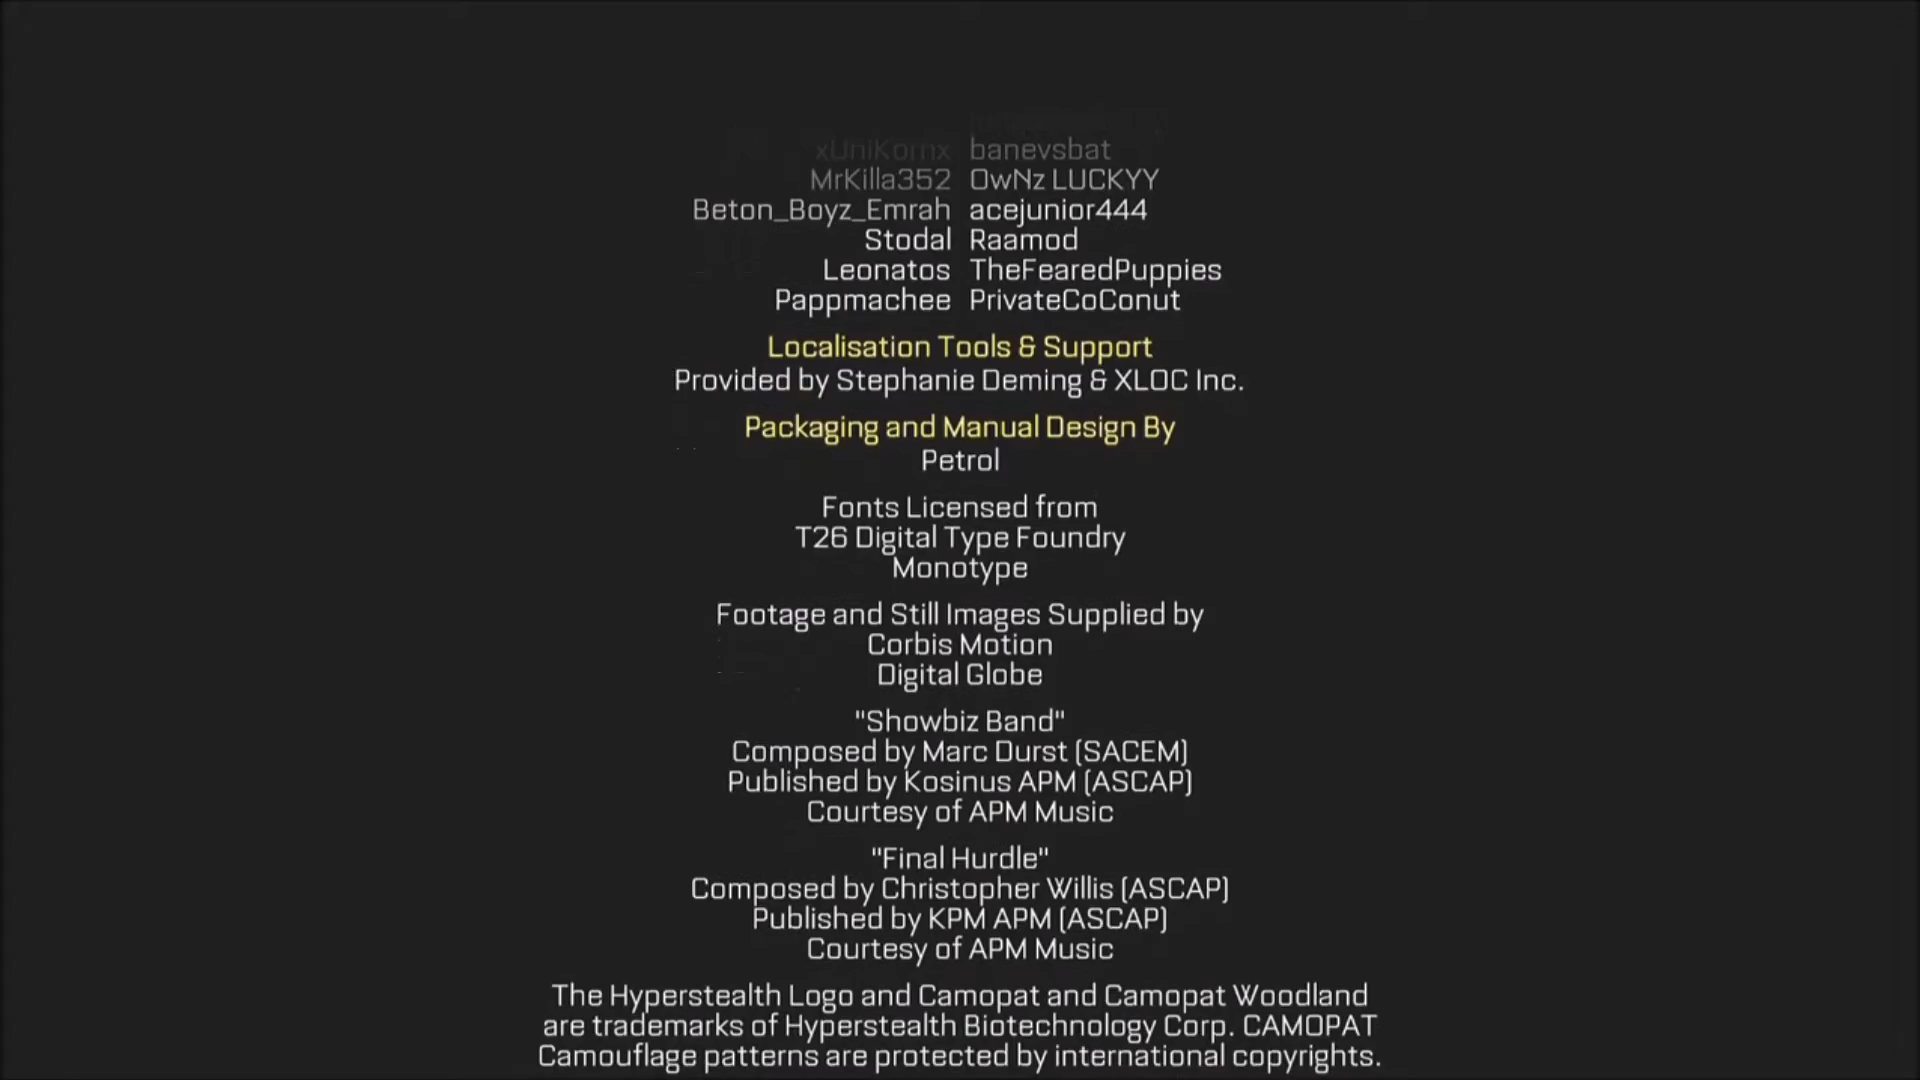 xUniKornx banevsbat
MrKilla352 OwNz LUCKYY
Beton_Boyz_Emrah acejunior444
Stodal Raamod
Leonatos TheFearedPuppies
Pappmachee PrivateCoConut
Localisation Tools & Support
Provided by Stephanie Deming & XLOC Inc.
Packaging and Manual Design By
Petrol
Fonts Licensed from
T26 Digital Type Foundry
Monotype
Footage and Still Images Supplied by
Corbis Motion
Digital Globe
"Showbiz Band"
Composed by Marc Durst (SACEM)
Published by Kosinus APM (ASCAP)
Courtesy of APM Music
"Final Hurdle"
Composed by Christopher Willis (ASCAP)
Published by KPM APM (ASCAP)
Courtesy of APM Music
The Hyperstealth Logo and Camopat and Camopat Woodland
are trademarks of Hyperstealth Biotechnology Corp. CAMOPAT
Camouflage patterns are protected by international copyrights.